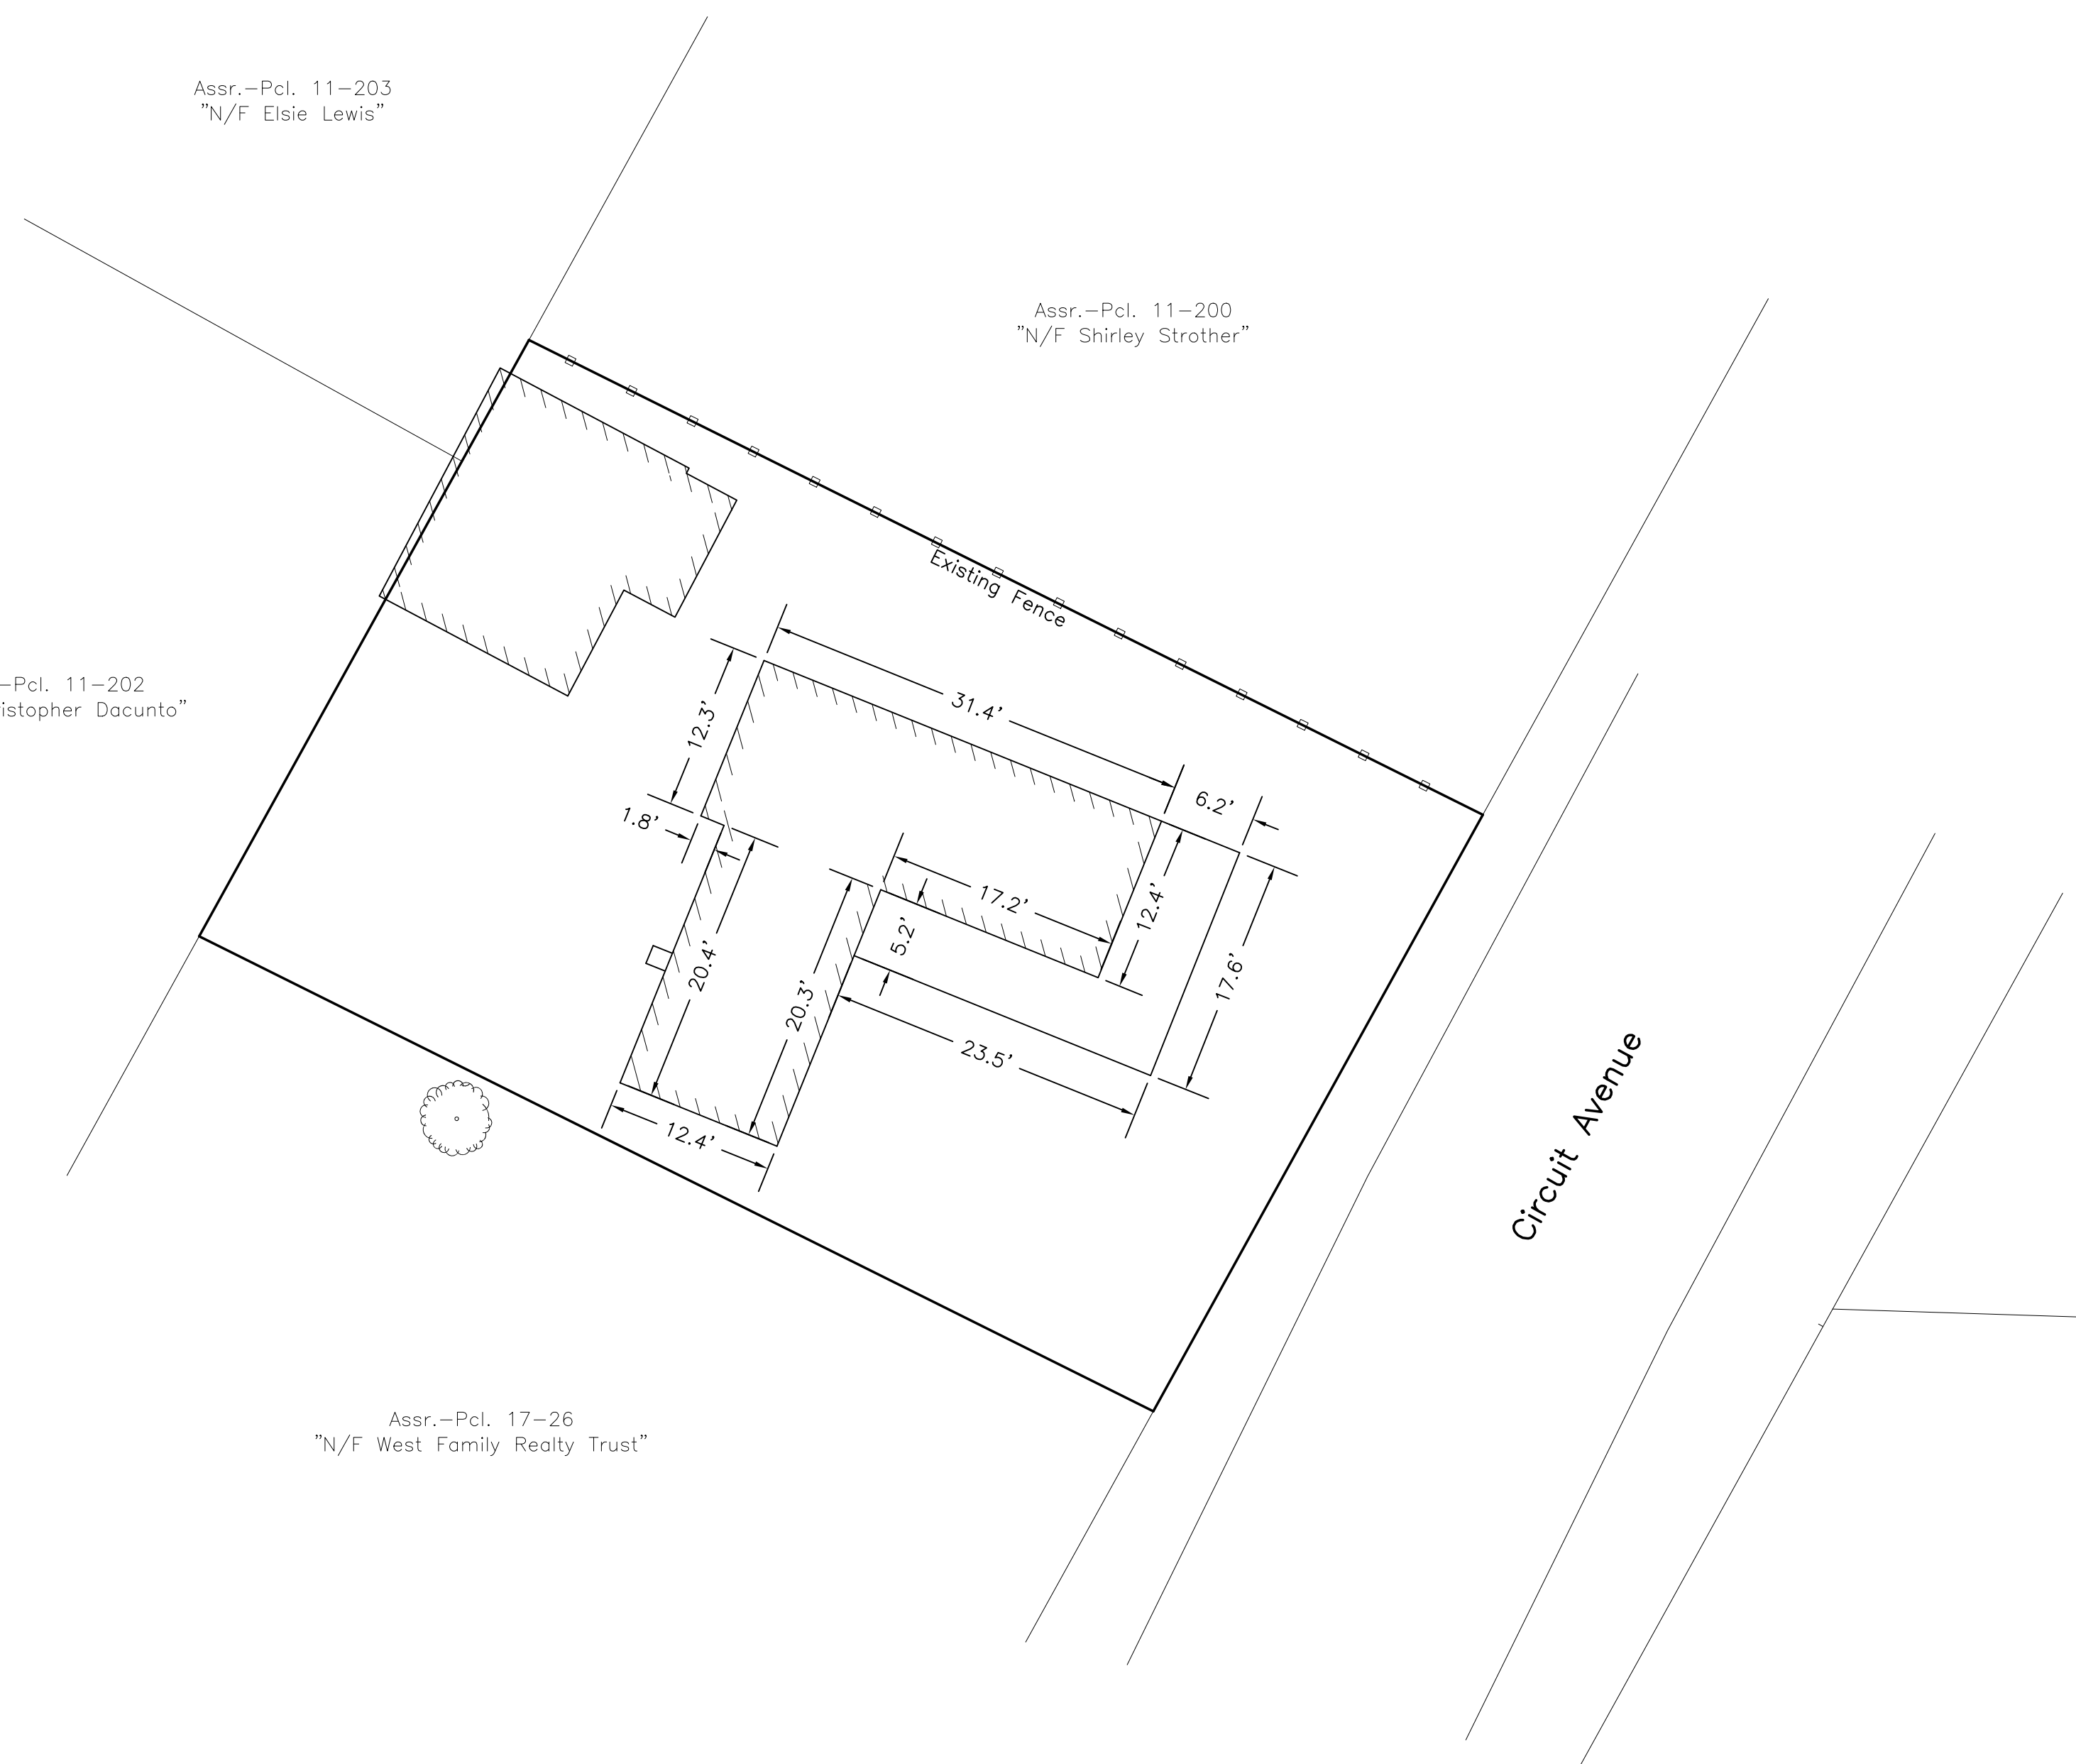 Assr.-Pcl. 11-203
"N/F Elsie Lewis"
Assr.-Pcl. 11-200
"N/F Shirley Strother"
Existing Fence
-Pcl. 11-202
istopher Dacunto"
31.4'
12.3'
6.2'
1.8'
17.2'
12.4'
5.2'
20.4'
17.6'
20.3'
23.5'
12.4'
Circuit Avenue
Assr.-Pcl. 17-26
"N/F West Family Realty Trust"